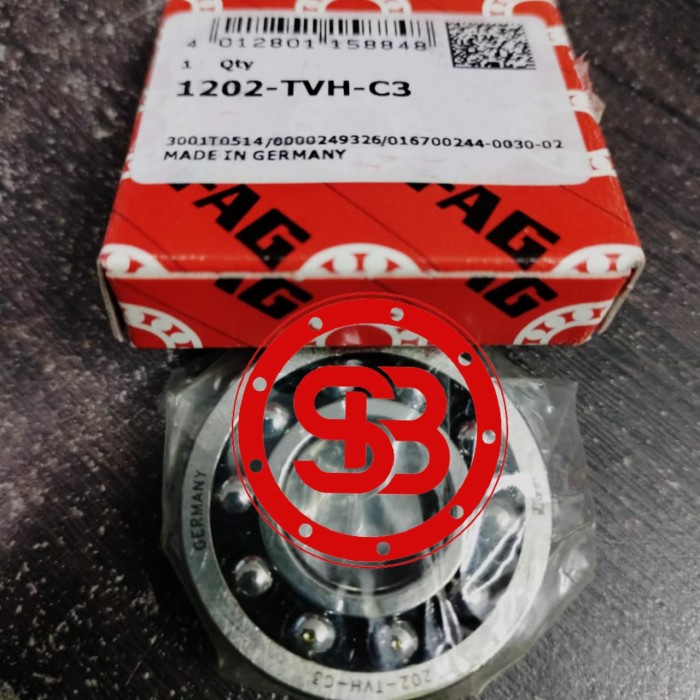 4 012801 158848
1 Qty
1202-TVH-C3
3001T0514/0000249326/016700244-0030-02
MADE IN GERMANY
FAG FAG
SB
GERMANY
202-TVH-C3